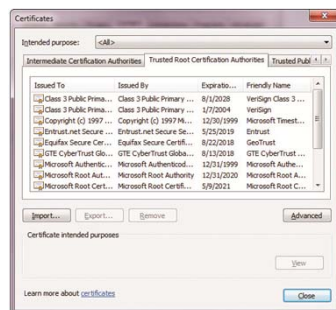 Certificates
Intended purpose: <All>
Intermediate Certification Authorities Trusted Root Certification Authorities Trusted Publ
Issued To Issued By Expiratio... Friendly Name
Class 3 Public Prima... Class 3 Public Primary ... 8/1/2028 VeriSign Class 3 ...
Class 3 Public Prima... Class 3 Public Primary ... 1/7/2004 VeriSign
Copyright (c) 1997 ... Copyright (c) 1997 Mi... 12/30/1999 Microsoft Timest...
Entrust.net Secure ... Entrust.net Secure Se... 5/25/2019 Entrust
Equifax Secure Cer... Equifax Secure Certifi... 8/22/2018 GeoTrust
GTE CyberTrust Glo... GTE CyberTrust Globa... 8/13/2018 GTE CyberTrust ...
Microsoft Authentic... Microsoft Authenticod... 12/31/1999 Microsoft Authe...
Microsoft Root Aut... Microsoft Root Authority 12/31/2020 Microsoft Root A...
Microsoft Root Cert... Microsoft Root Certifi... 5/9/2021 Microsoft Root C...
Import... Export... Remove Advanced
Certificate intended purposes
View
Learn more about certificates
Close